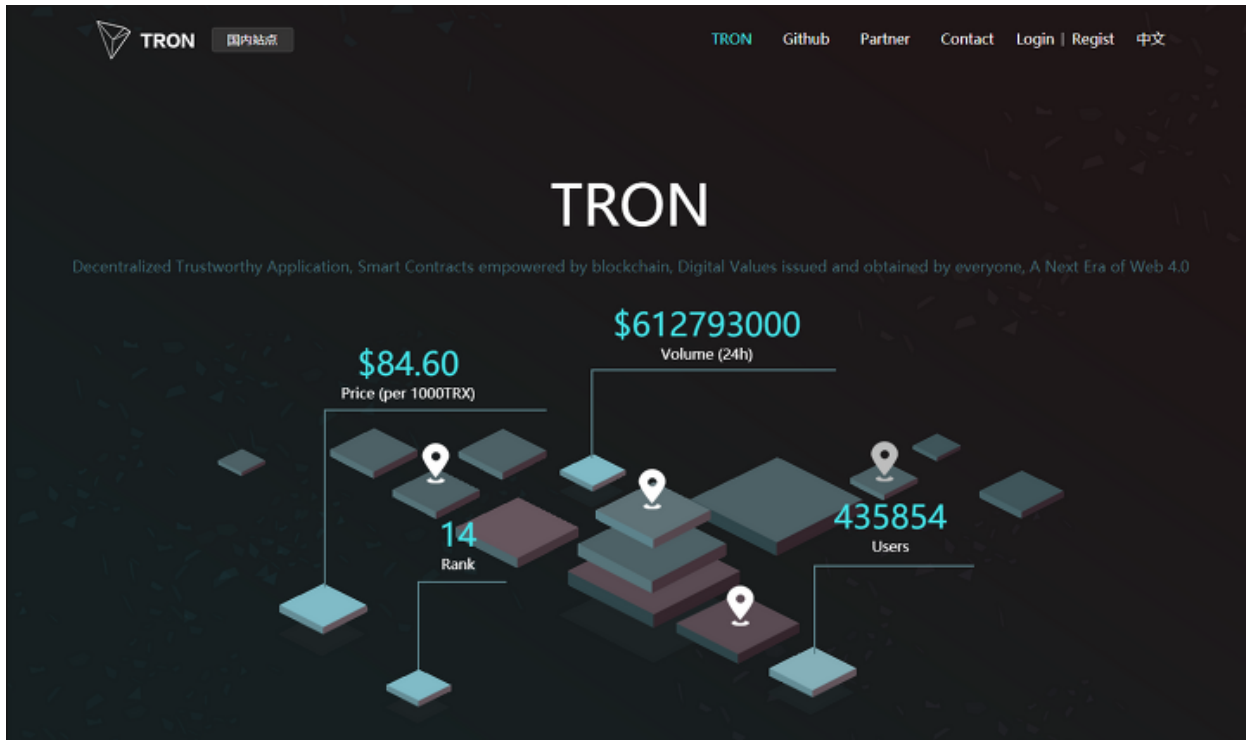 TRON 国内站点 TRON Github Partner Contact Login | Regist 中文
TRON
Decentralized Trustworthy Application, Smart Contracts empowered by blockchain, Digital Values issued and obtained by everyone, A Next Era of Web 4.0
$612793000
Volume (24h)
$84.60
Price (per 1000TRX)
435854
Users
14
Rank